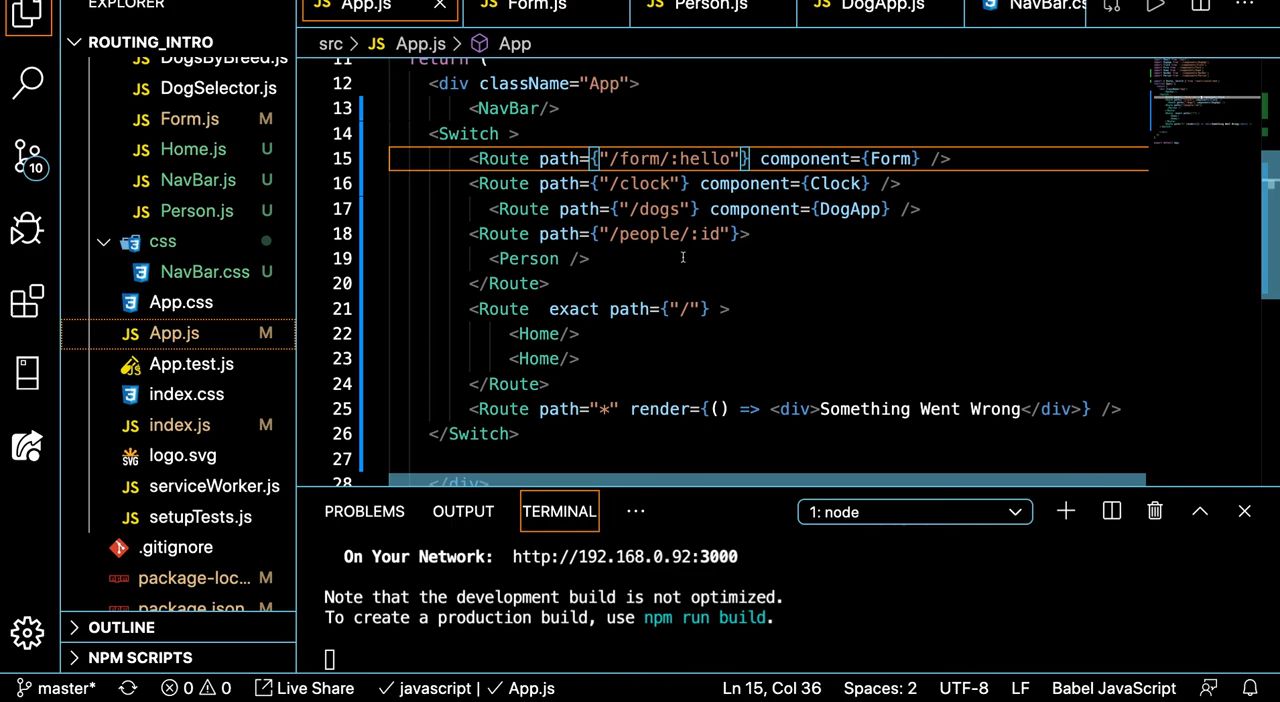 EXPLORER
ROUTING_INTRO
DogsByBreed.js
DogSelector.js
Form.js M
Home.js U
NavBar.js U
Person.js U
css
NavBar.css U
App.css
App.js M
App.test.js
index.css
index.js M
logo.svg
serviceWorker.js
setupTests.js
.gitignore
package-loc... M
package.json M
OUTLINE
NPM SCRIPTS
10
JS App.js
JS Form.js
JS Person.js
JS DogApp.js
NavBar.cs
src > JS App.js > App
11 return (
12 <div className="App">
13 <NavBar/>
14 <Switch >
15 <Route path={"/form/:hello"} component={Form} />
16 <Route path={"/clock"} component={Clock} />
17 <Route path={"/dogs"} component={DogApp} />
18 <Route path={"/people/:id"}>
19 <Person />
20 </Route>
21 <Route  exact path={"/"} >
22 <Home/>
23 <Home/>
24 </Route>
25 <Route path="*" render={() => <div>Something Went Wrong</div>} />
26 </Switch>
27
28 </div>
PROBLEMS OUTPUT TERMINAL ... 1: node
On Your Network:  http://192.168.0.92:3000
Note that the development build is not optimized.
To create a production build, use npm run build.
master* 0 0 Live Share javascript | App.js Ln 15, Col 36 Spaces: 2 UTF-8 LF Babel JavaScript